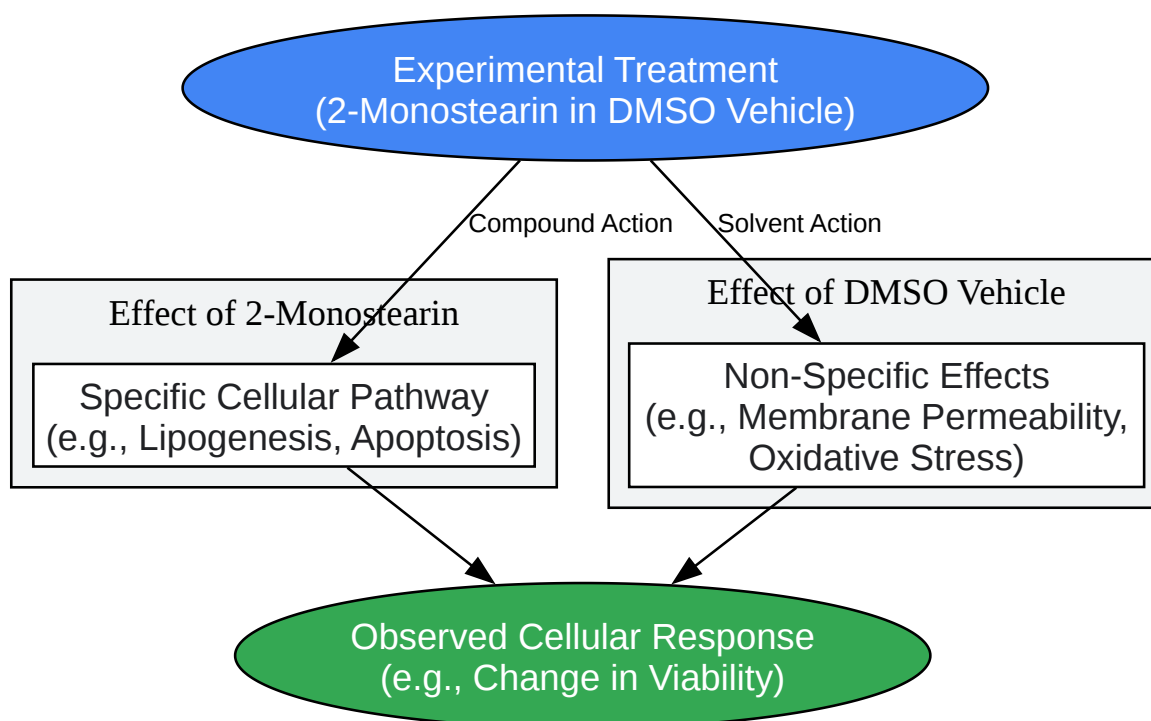 Experimental Treatment
(2-Monostearin in DMSO Vehicle)
Compound Action
Solvent Action
Effect of 2-Monostearin
Specific Cellular Pathway
(e.g., Lipogenesis, Apoptosis)
Effect of DMSO Vehicle
Non-Specific Effects
(e.g., Membrane Permeability,
Oxidative Stress)
Observed Cellular Response
(e.g., Change in Viability)